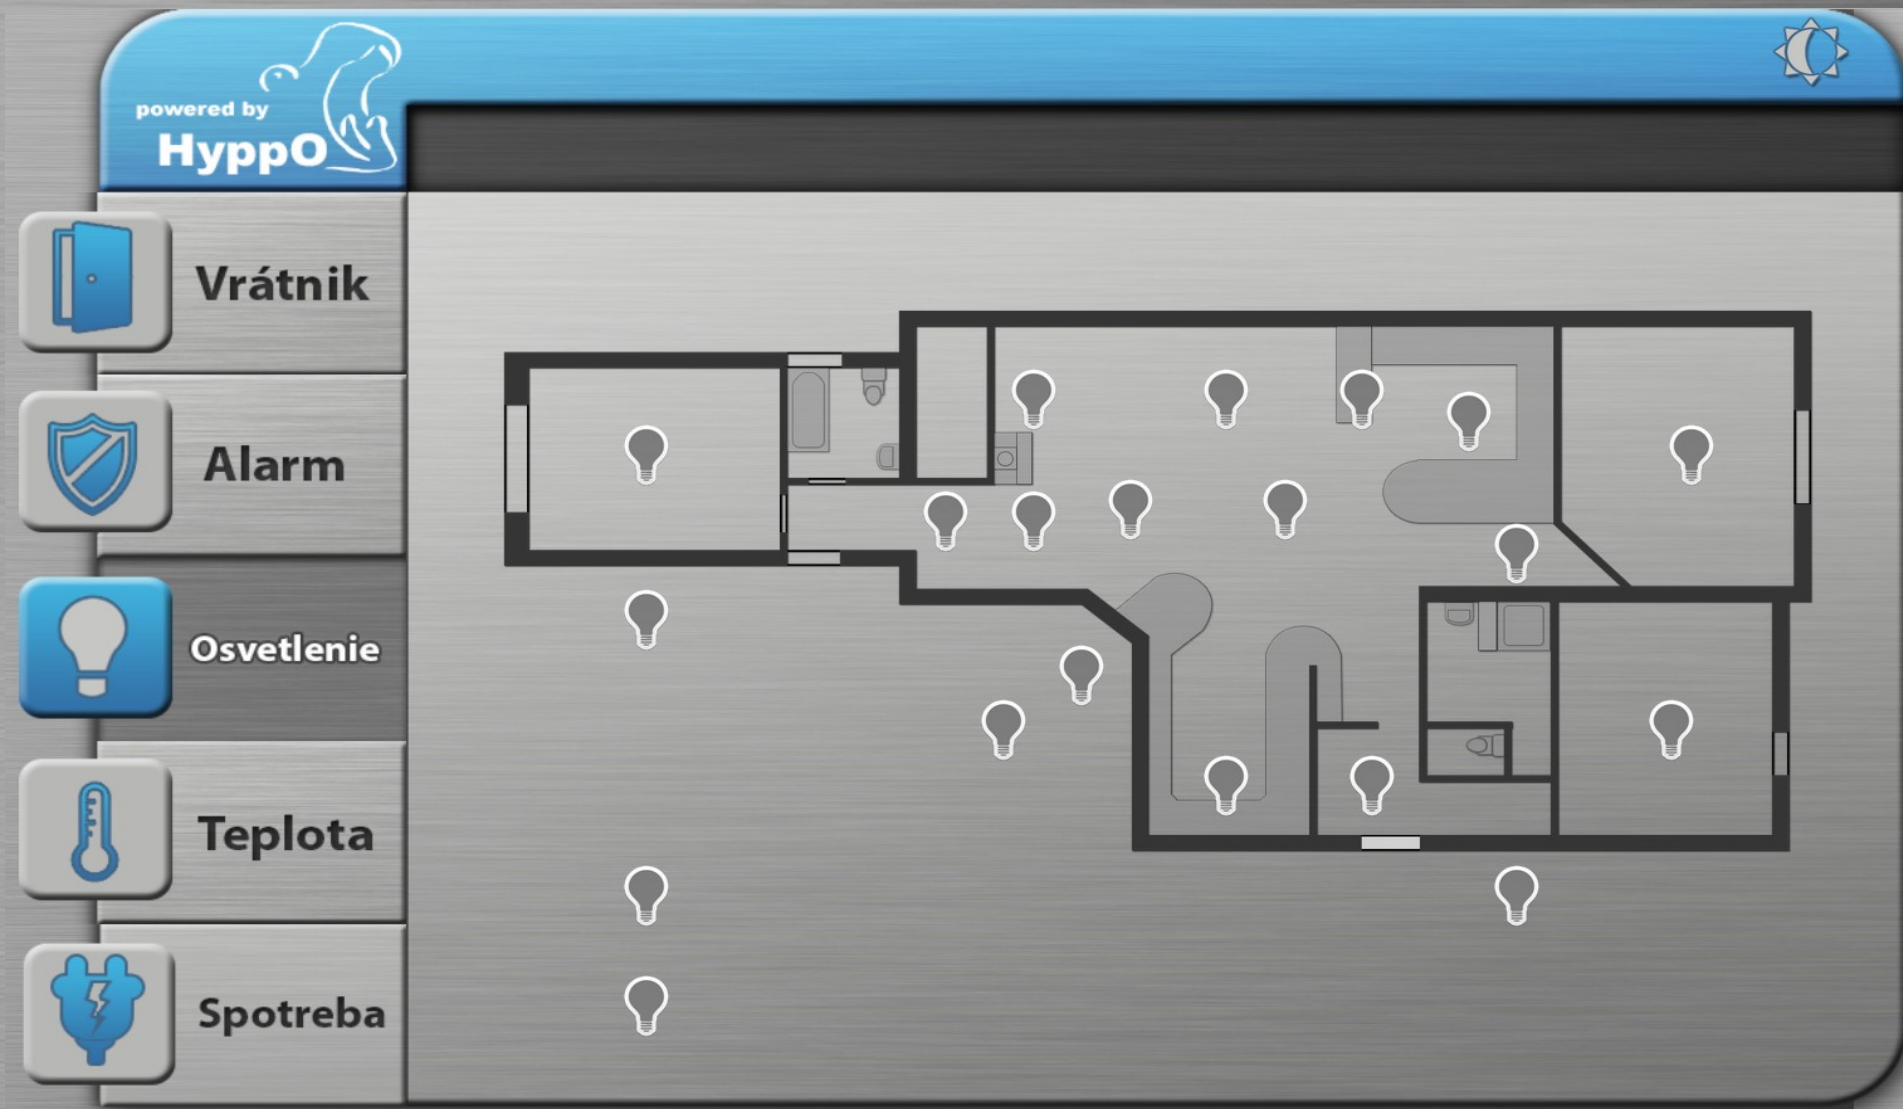 powered by
HyppO
Vrátnik
Alarm
Osvetlenie
Teplota
Spotreba